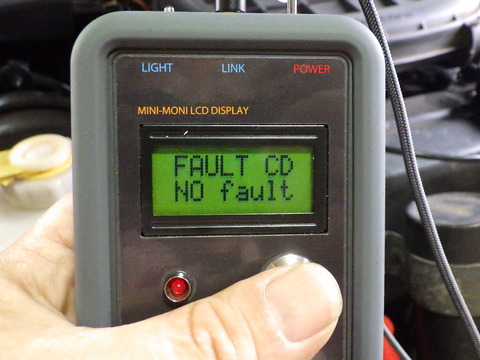 LIGHT LINK POWER
MINI-MONI LCD DISPLAY
FAULT CD
NO fault